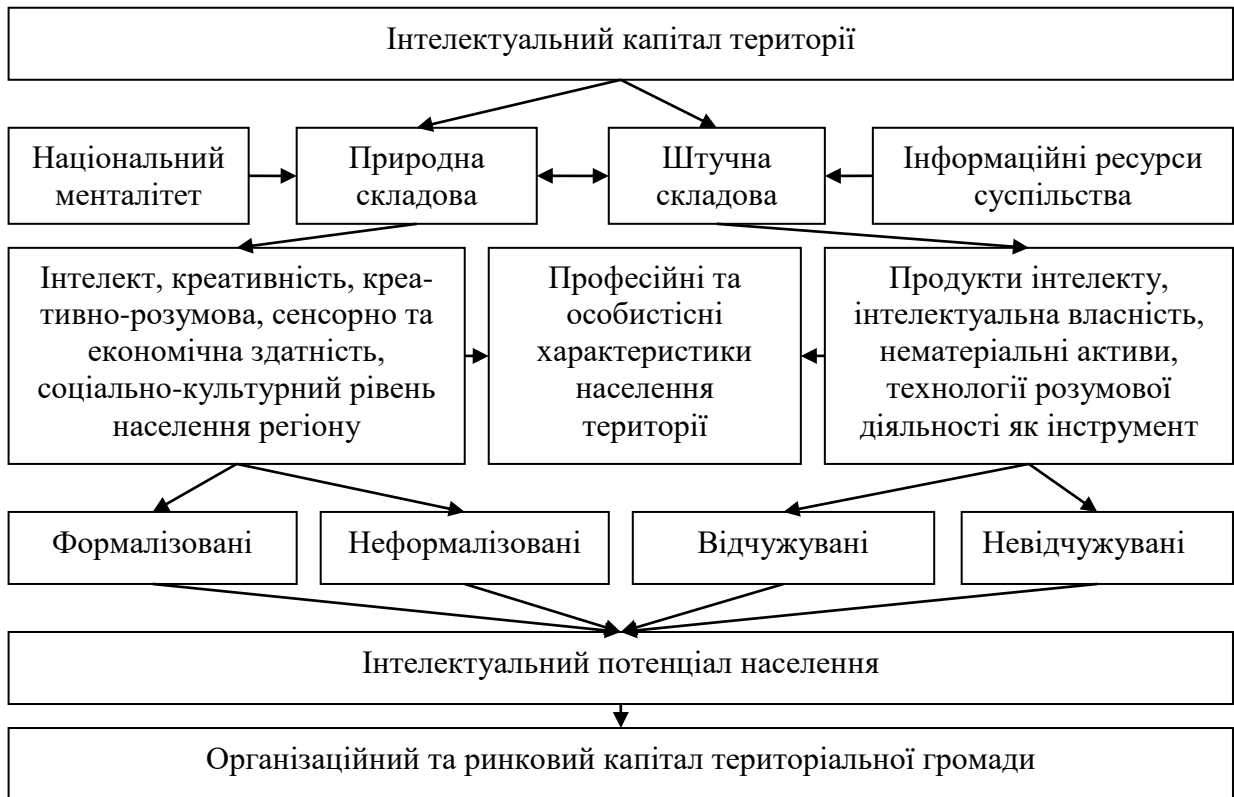 Інтелектуальний капітал території
Національний
менталітет
Природна
складова
Штучна
складова
Інформаційні ресурси
суспільства
Інтелект, креативність, креа-
тивно-розумова, сенсорно та
економічна здатність,
соціально-культурний рівень
населення регіону
Професійні та
особистісні
характеристики
населення
території
Продукти інтелекту,
інтелектуальна власність,
нематеріальні активи,
технології розумової
діяльності як інструмент
Формалізовані
Неформалізовані
Відчужувані
Невідчужувані
Інтелектуальний потенціал населення
Організаційний та ринковий капітал територіальної громади